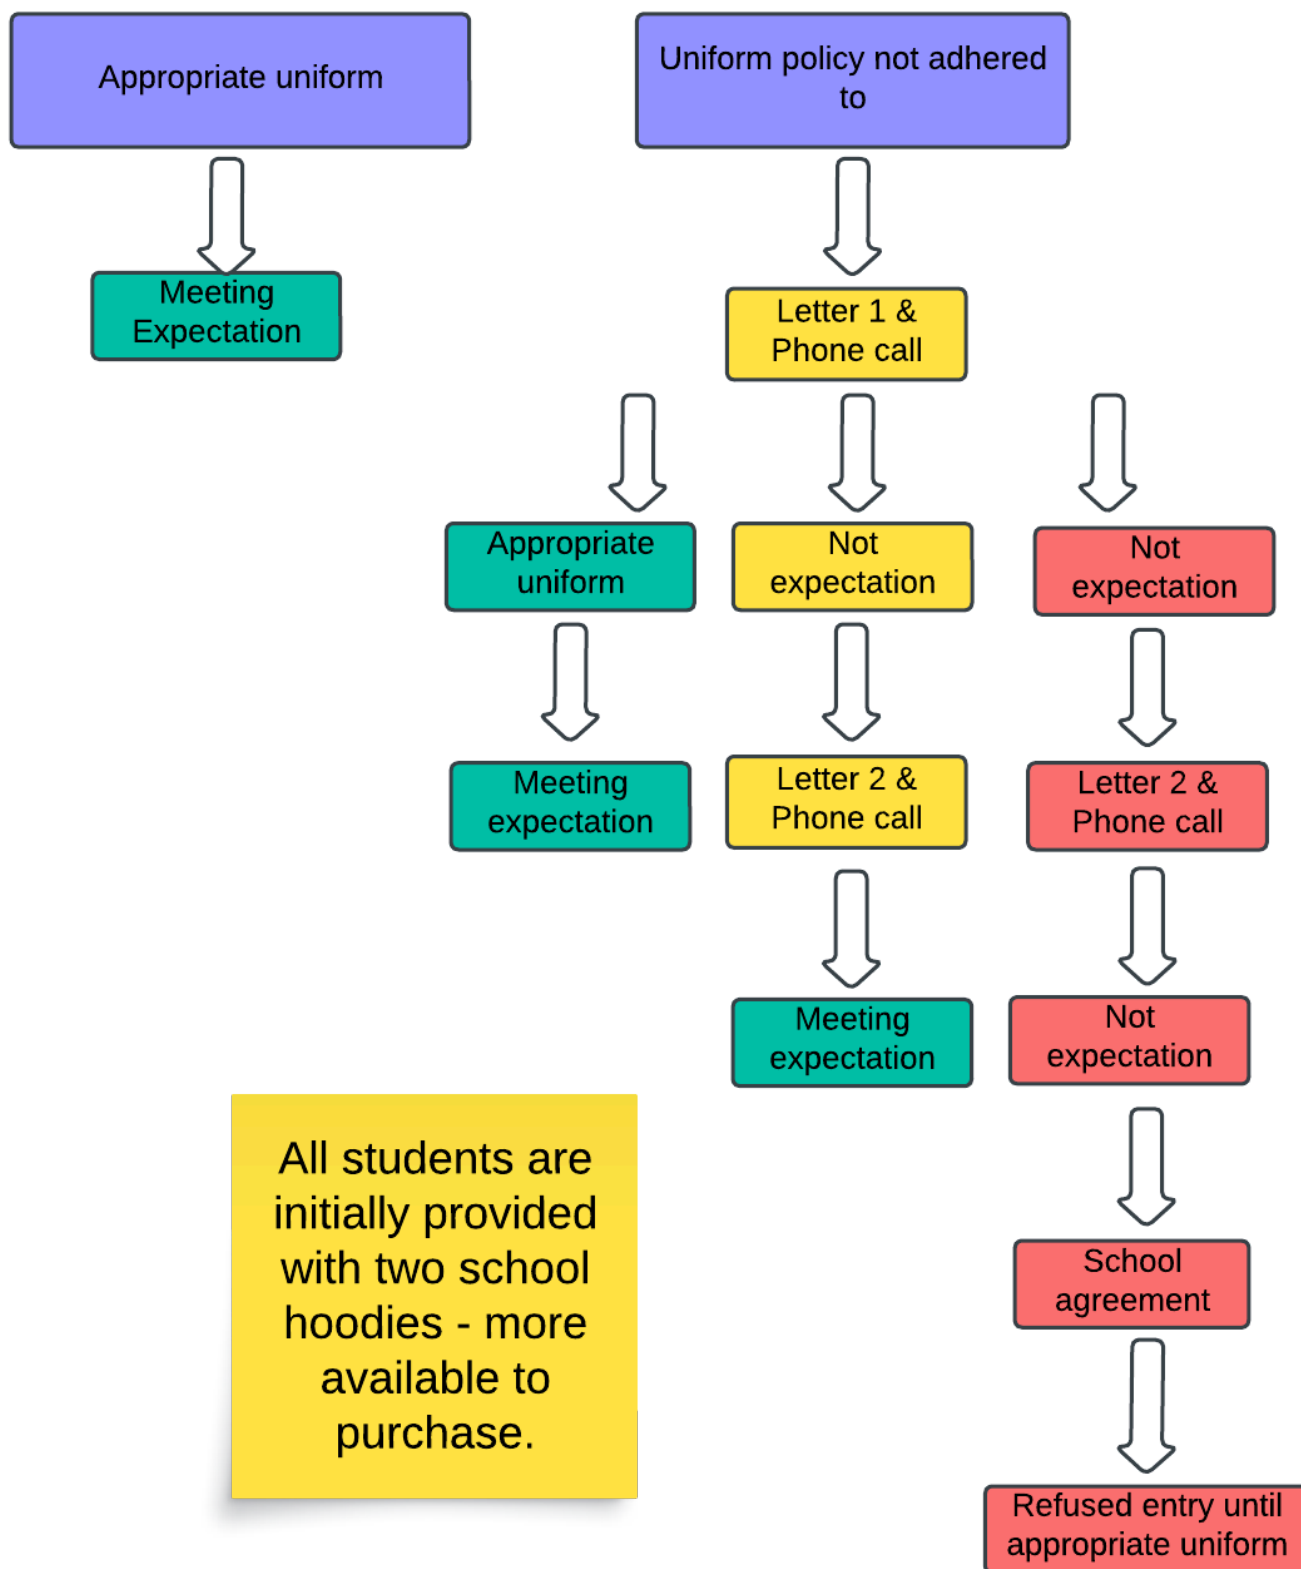 Appropriate uniform
Uniform policy not adhered
to
Meeting
Expectation
Letter 1 &
Phone call
Appropriate
uniform
Not
expectation
Not
expectation
Meeting
expectation
Letter 2 &
Phone call
Letter 2 &
Phone call
Meeting
expectation
Not
expectation
All students are
initially provided
with two school
hoodies - more
available to
purchase.
School
agreement
Refused entry until
appropriate uniform